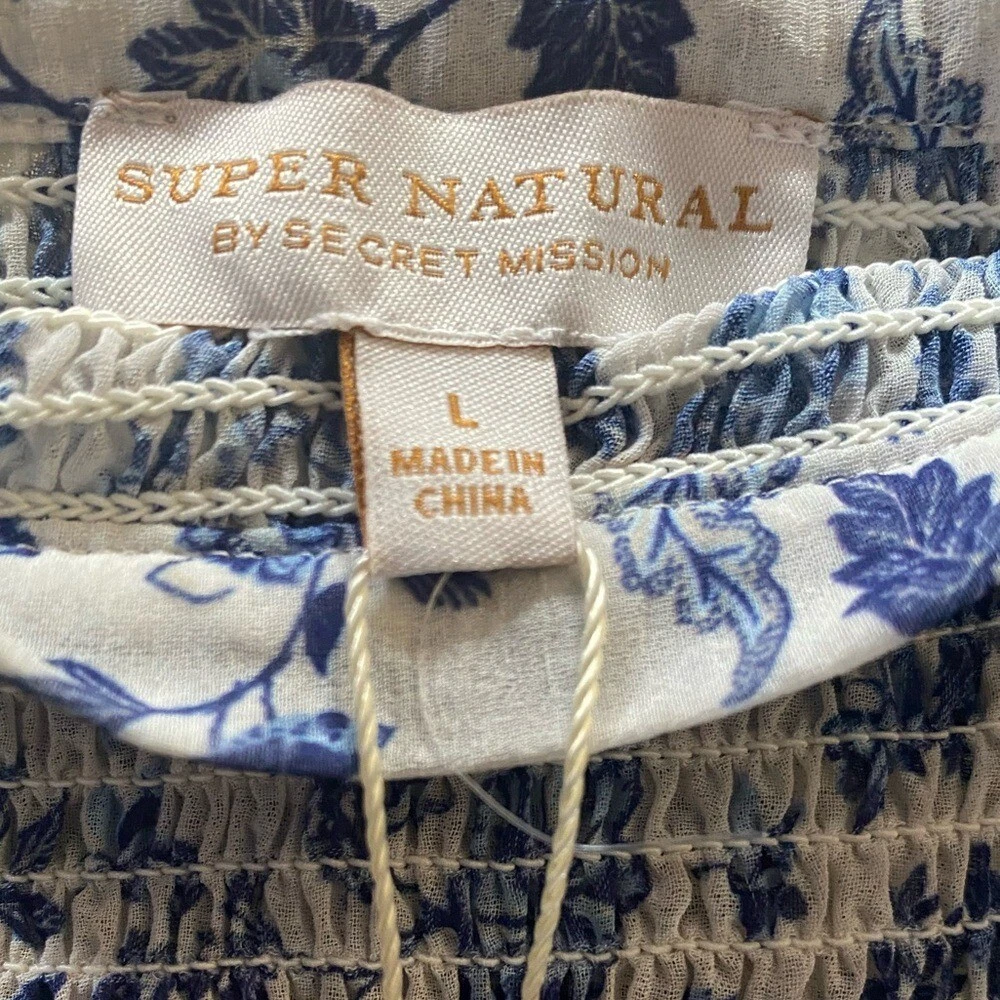 SUPER NATURAL
BY SECRET MISSION
L
MADE IN
CHINA